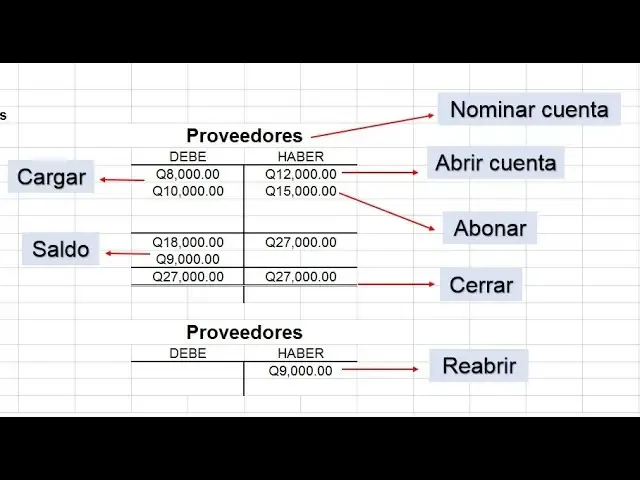 Nominar cuenta
s
Proveedores
DEBE HABER
Abrir cuenta
Cargar
Q8,000.00 Q12,000.00
Q10,000.00 Q15,000.00
Abonar
Saldo
Q18,000.00 Q27,000.00
Q9,000.00
Q27,000.00 Q27,000.00
Cerrar
Proveedores
DEBE HABER
Q9,000.00
Reabrir